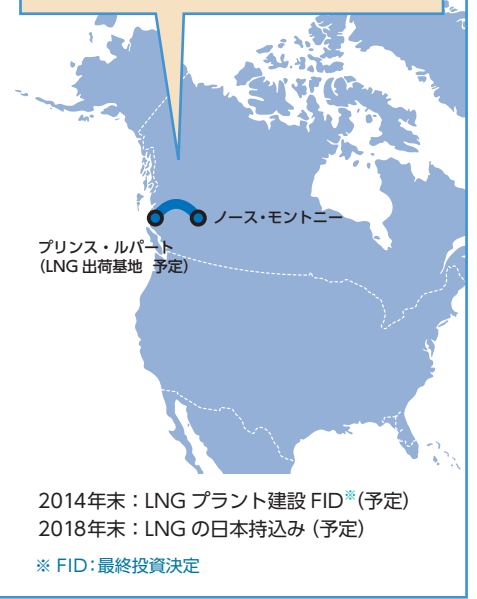 ノース・モントニー
プリンス・ルパート
（LNG 出荷基地 予定）
2014年末：LNG プラント建設 FID※(予定)
2018年末：LNG の日本持込み（予定）
※ FID：最終投資決定